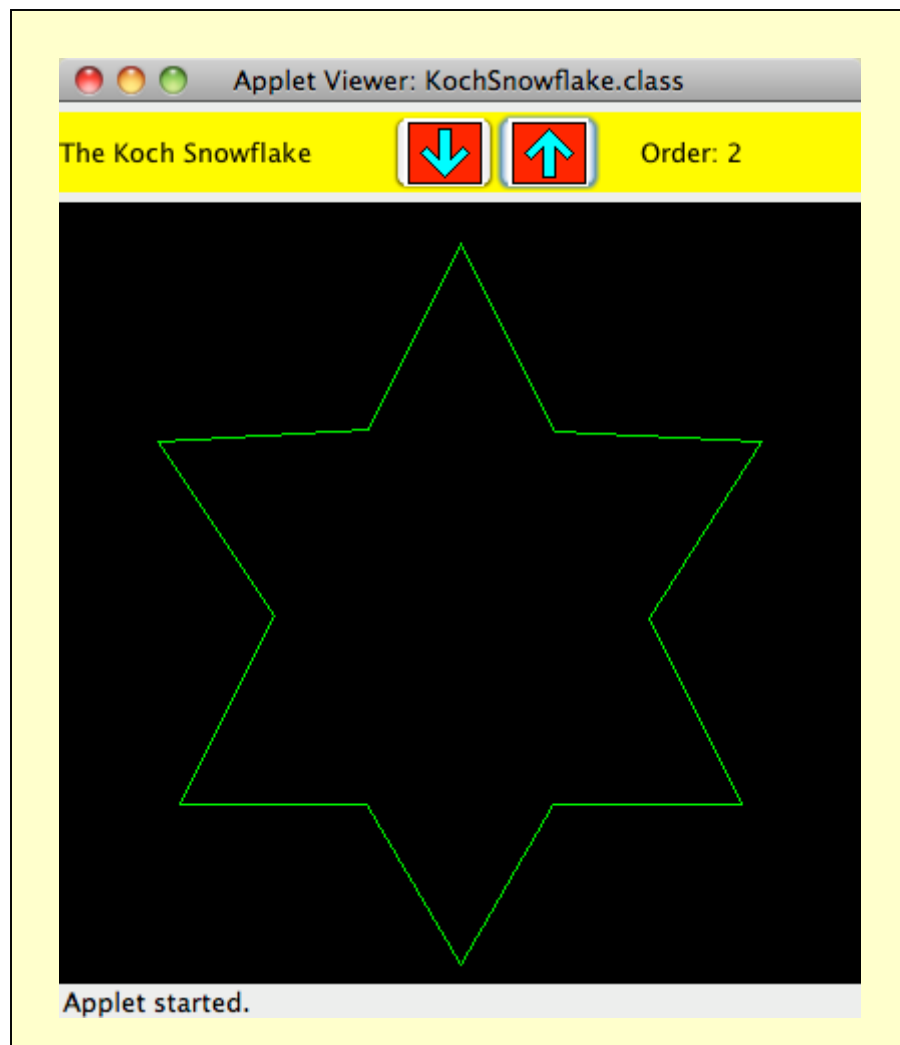 Applet Viewer: KochSnowflake.class
The Koch Snowflake Order: 2
Applet started.